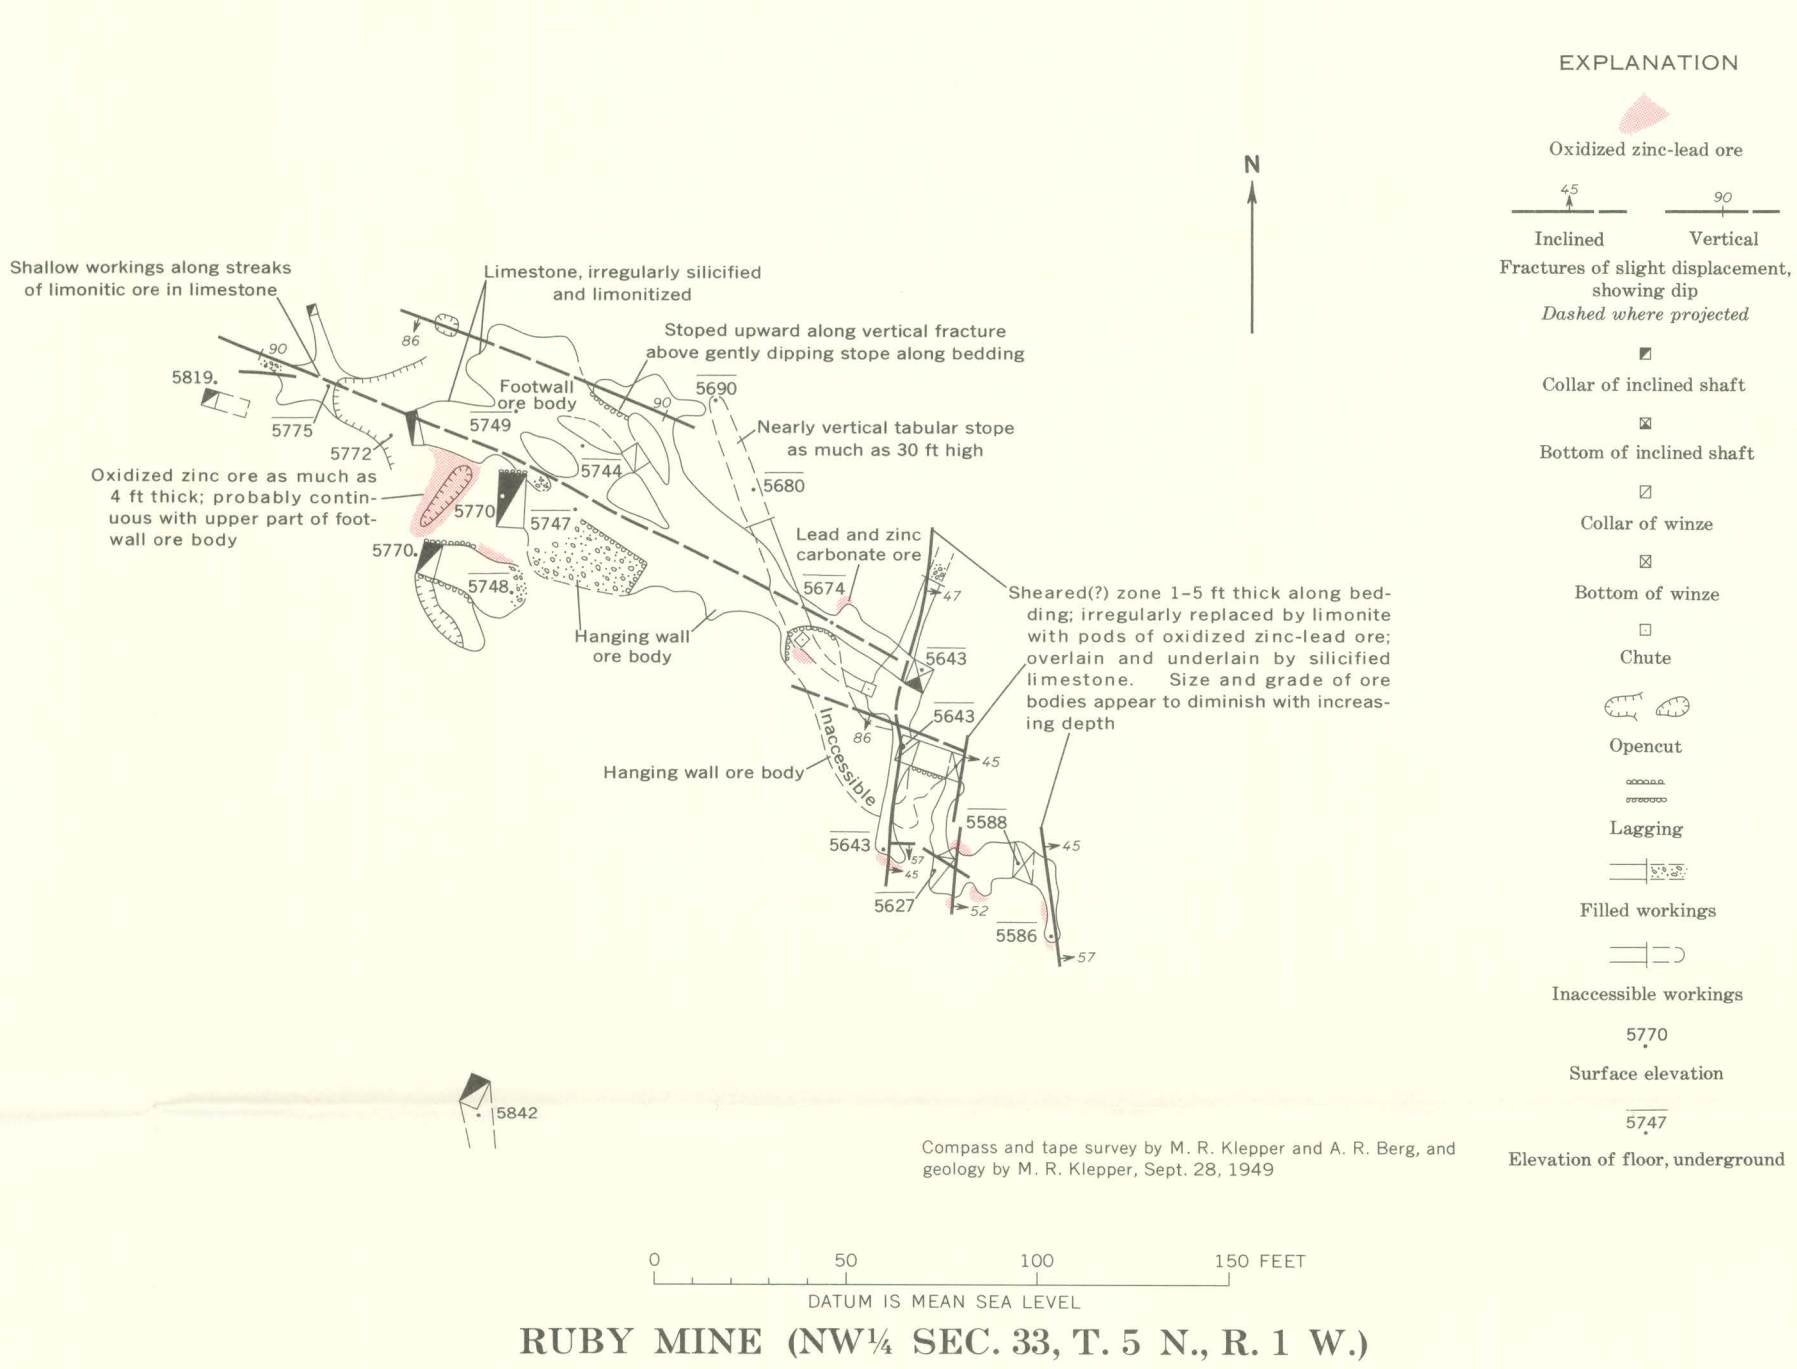 EXPLANATION
Oxidized zinc-lead ore
45
90
Inclined
Vertical
Fractures of slight displacement,
showing dip
Dashed where projected
Collar of inclined shaft
Bottom of inclined shaft
Collar of winze
Bottom of winze
Chute
Opencut
Lagging
Filled workings
Inaccessible workings
5770
Surface elevation
5747
Elevation of floor, underground
N
Shallow workings along streaks
of limonitic ore in limestone
Limestone, irregularly silicified
and limonitized
Stoped upward along vertical fracture
above gently dipping stope along bedding
86
90
5819
5775
5772
Footwall
ore body
5749
90
5690
Nearly vertical tabular stope
as much as 30 ft high
5744
5680
Oxidized zinc ore as much as
4 ft thick; probably contin-
uous with upper part of foot-
wall ore body
5770
5747
5770
5748
Lead and zinc
carbonate ore
5674
47
Sheared(?) zone 1–5 ft thick along bed-
ding; irregularly replaced by limonite
with pods of oxidized zinc-lead ore;
overlain and underlain by silicified
limestone. Size and grade of ore
bodies appear to diminish with increas-
ing depth
Hanging wall
ore body
5643
5643
86
45
Inaccessible
Hanging wall ore body
5588
5643
57
45
45
5627
52
5586
57
5842
Compass and tape survey by M. R. Klepper and A. R. Berg, and
geology by M. R. Klepper, Sept. 28, 1949
0 50 100 150 FEET
DATUM IS MEAN SEA LEVEL
RUBY MINE (NW¼ SEC. 33, T. 5 N., R. 1 W.)